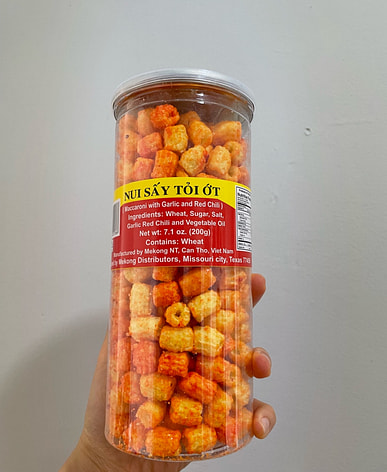 NUI SẤY TỎI ỚT
( Maccaroni with Garlic and Red Chili )
Ingredients: Wheat, Sugar, Salt,
Garlic Red Chili and Vegetable Oil
Net wt: 7.1 oz. (200g)
Contains: Wheat
Manufactured by Mekong NT, Can Tho, Viet Nam
by Mekong Distributors, Missouri city, Texas